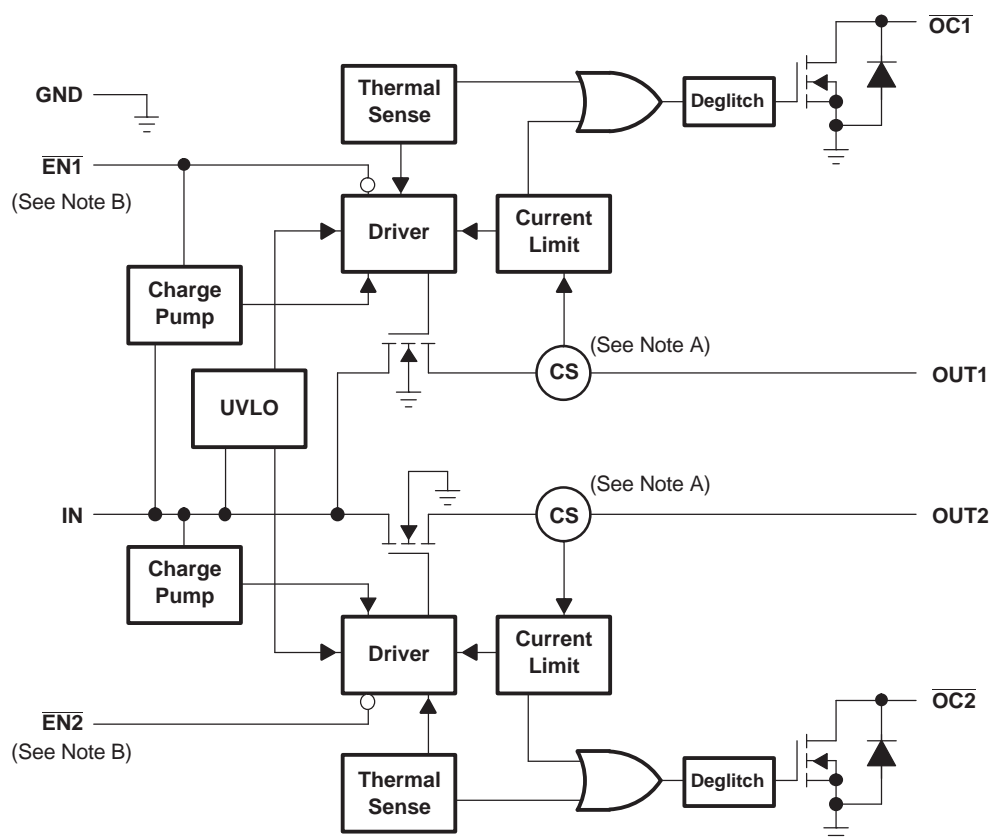 OC1
Thermal
Sense
Deglitch
GND
EN1
(See Note B)
Driver
Current
Limit
Charge
Pump
(See Note A)
CS
OUT1
UVLO
(See Note A)
IN
CS
OUT2
Charge
Pump
Driver
Current
Limit
EN2
(See Note B)
OC2
Thermal
Sense
Deglitch